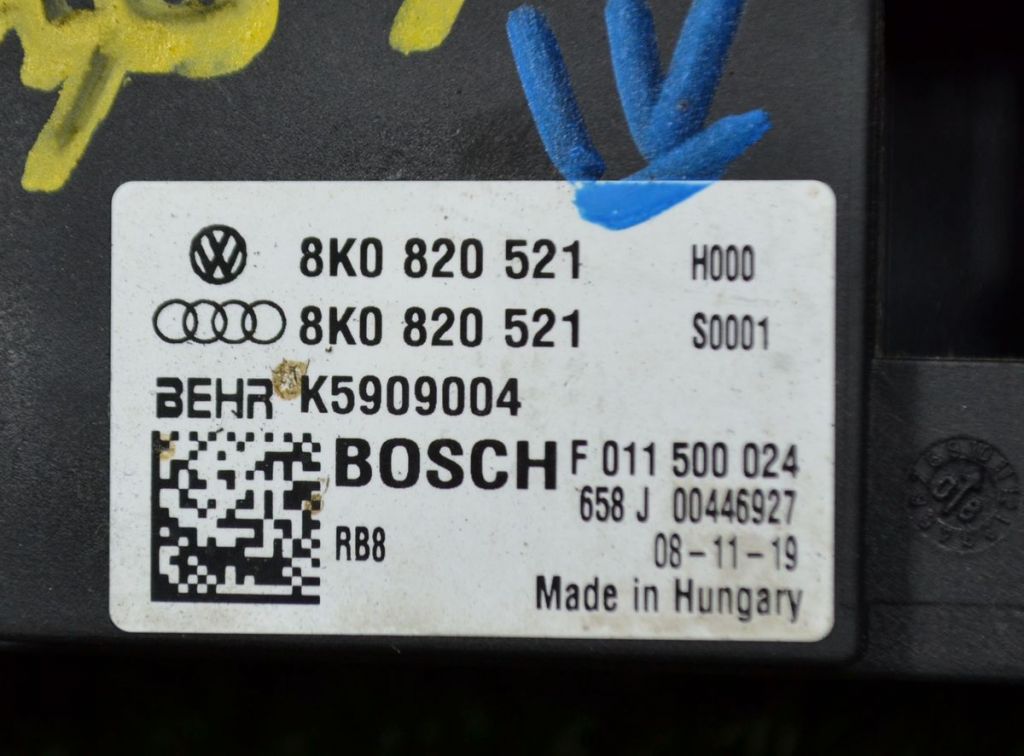 8K0 820 521 H000
8K0 820 521 S0001
BEHR K5909004
BOSCH F 011 500 024
658 J 00446927
RB8 08-11-19
Made in Hungary